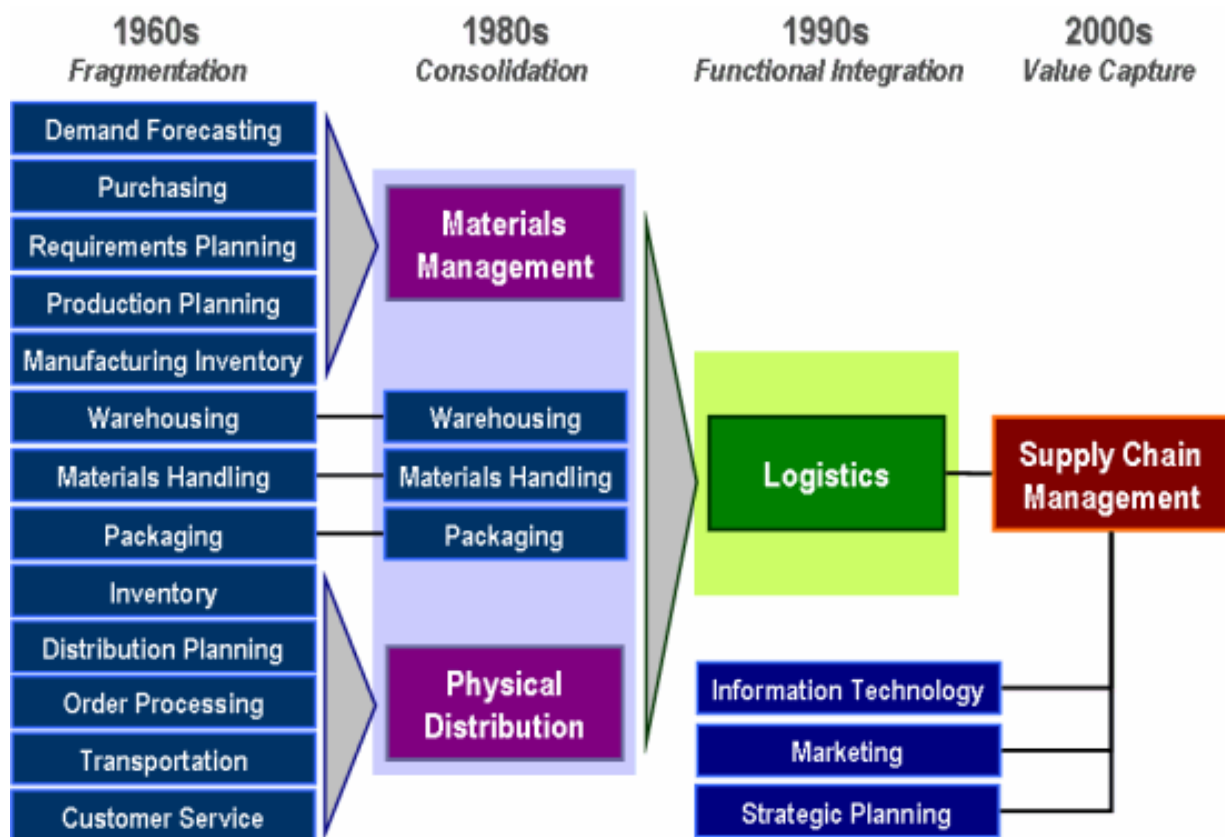 1960s
Fragmentation
Demand Forecasting
Purchasing
Requirements Planning
Production Planning
Manufacturing Inventory
Warehousing
Materials Handling
Packaging
Inventory
Distribution Planning
Order Processing
Transportation
Customer Service
1980s
Consolidation
Materials
Management
Warehousing
Materials Handling
Packaging
Physical
Distribution
1990s
Functional Integration
Logistics
Information Technology
Marketing
Strategic Planning
2000s
Value Capture
Supply Chain
Management